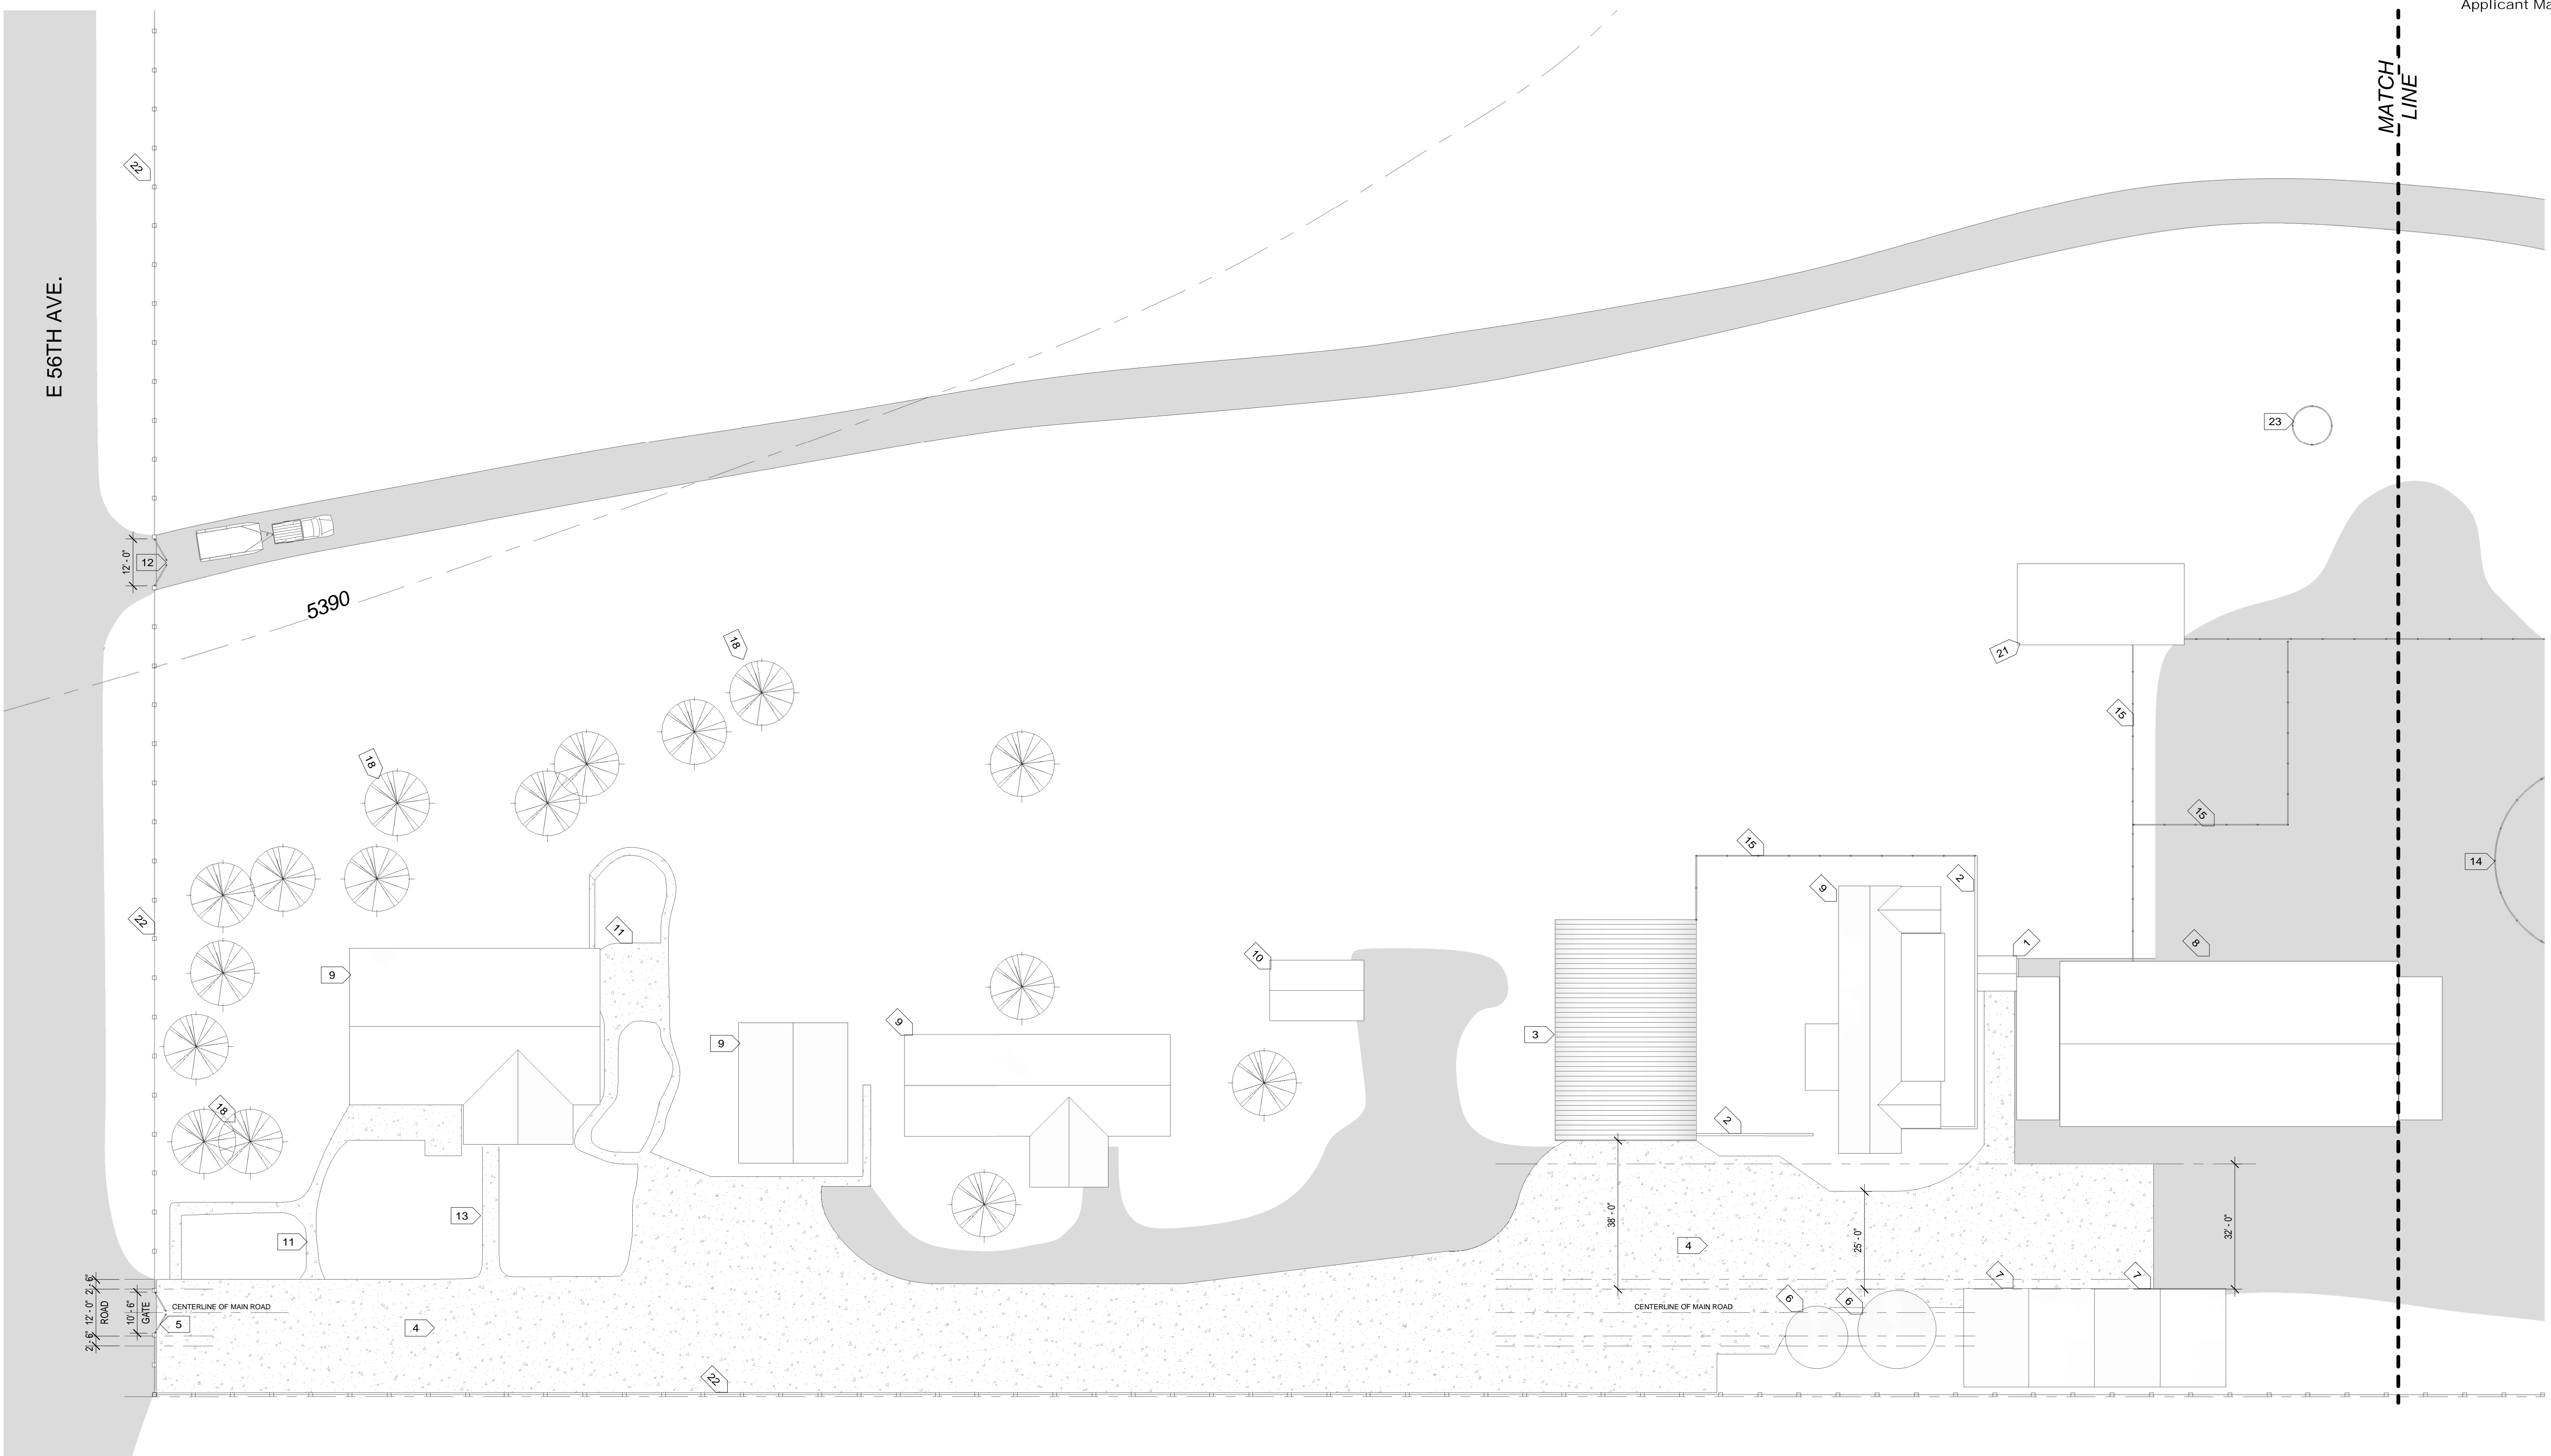 Applicant Ma
MATCH
LINE
22
E 56TH AVE.
23
12' - 0"
12
5390
18
21
15
18
15
15
14
2
9
22
11
1
8
10
9
9
9
3
18
2
13
11
38' - 0"
4
25' - 0"
32' - 0"
7
7
2'- 6"
12' - 0"
ROAD
10' - 6"
GATE
2'- 6"
CENTERLINE OF MAIN ROAD
5
4
CENTERLINE OF MAIN ROAD
6
6
22